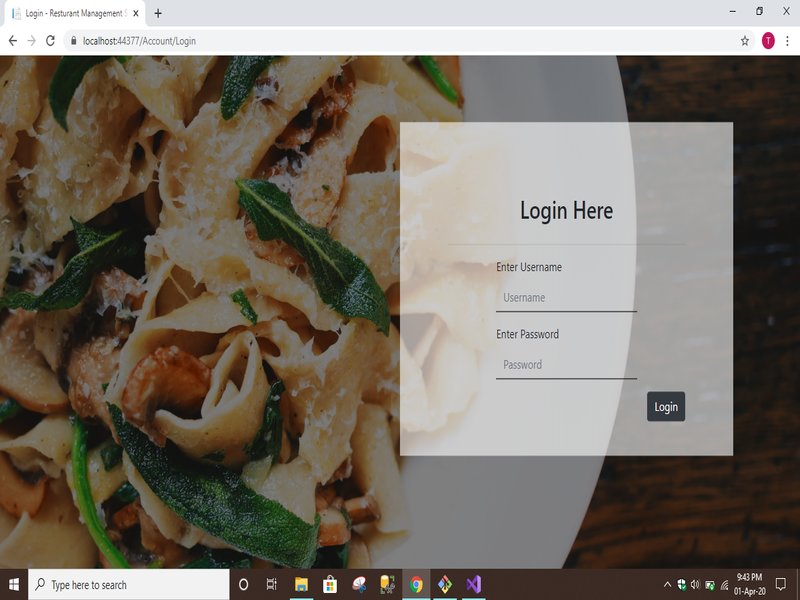 Login - Resturant Management S
localhost:44377/Account/Login
T
Login Here
Enter Username
Username
Enter Password
Password
Login
Type here to search
9:43 PM
01-Apr-20